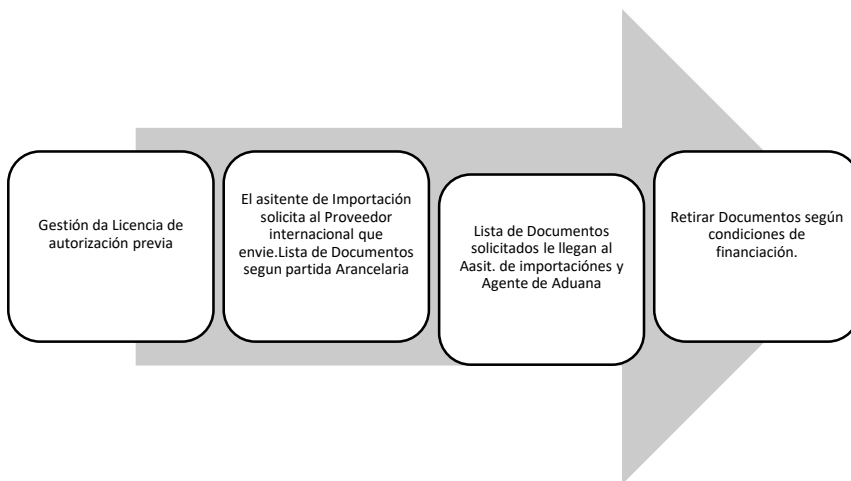 Gestión da Licencia de
autorización previa
El asitente de Importación
solicita al Proveedor
internacional que
envie.Lista de Documentos
segun partida Arancelaria
Lista de Documentos
solicitados le llegan al
Aasit. de importaciónes y
Agente de Aduana
Retirar Documentos según
condiciones de
financiación.